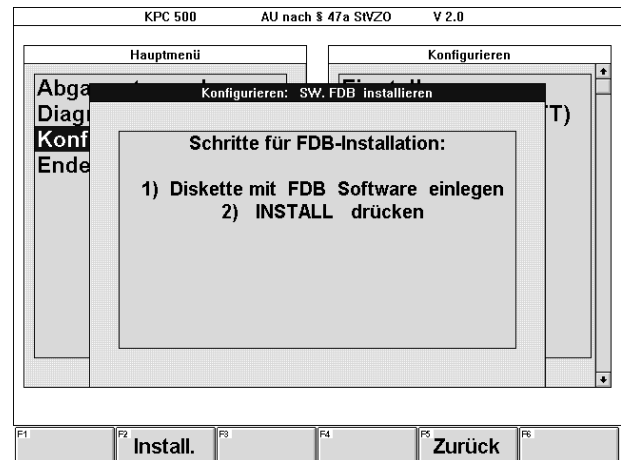 KPC 500 AU nach § 47a StVZO V 2.0
Hauptmenü
Konfigurieren
Konfigurieren: SW. FDB installieren
Schritte für FDB-Installation:
1) Diskette mit FDB Software einlegen
2) INSTALL drücken
Abga
Diag
Konf
Ende
TT)
F1
F2 Install.
F3
F4
F5 Zurück
F6